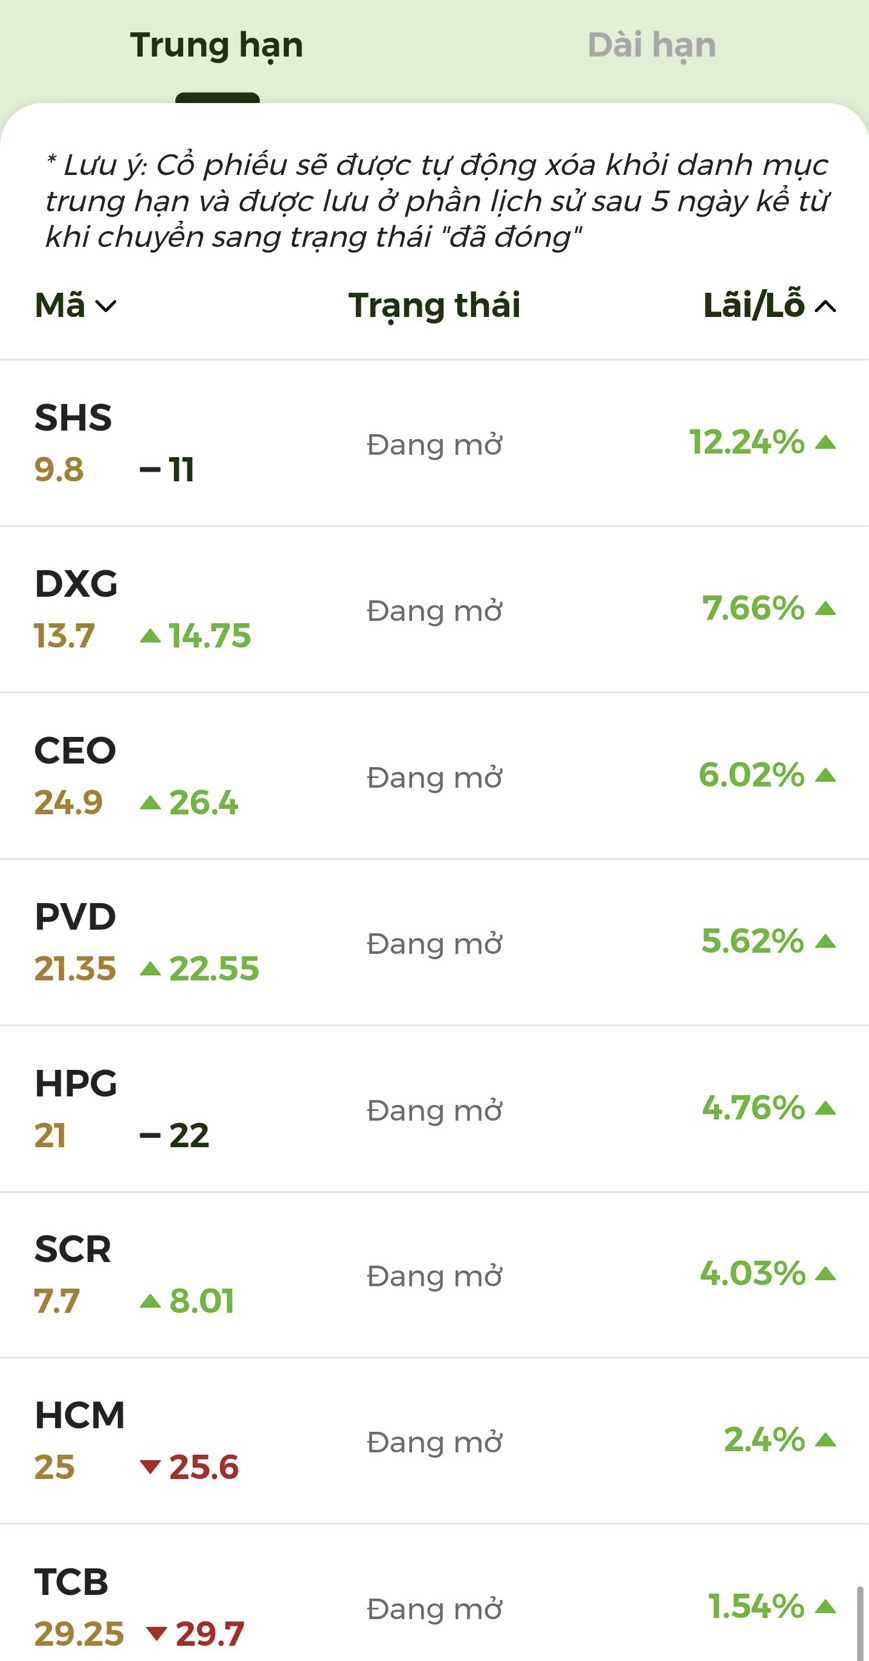 Trung hạn Dài hạn
* Lưu ý: Cổ phiếu sẽ được tự động xóa khỏi danh mục
trung hạn và được lưu ở phần lịch sử sau 5 ngày kể từ
khi chuyển sang trạng thái "đã đóng"
Mã Trạng thái Lãi/Lỗ
SHS
Đang mở 12.24% ▲
9.8 – 11
DXG
Đang mở 7.66% ▲
13.7 ▲ 14.75
CEO
Đang mở 6.02% ▲
24.9 ▲ 26.4
PVD
Đang mở 5.62% ▲
21.35 ▲ 22.55
HPG
Đang mở 4.76% ▲
21 – 22
SCR
Đang mở 4.03% ▲
7.7 ▲ 8.01
HCM
Đang mở 2.4% ▲
25 ▼ 25.6
TCB
Đang mở 1.54% ▲
29.25 ▼ 29.7